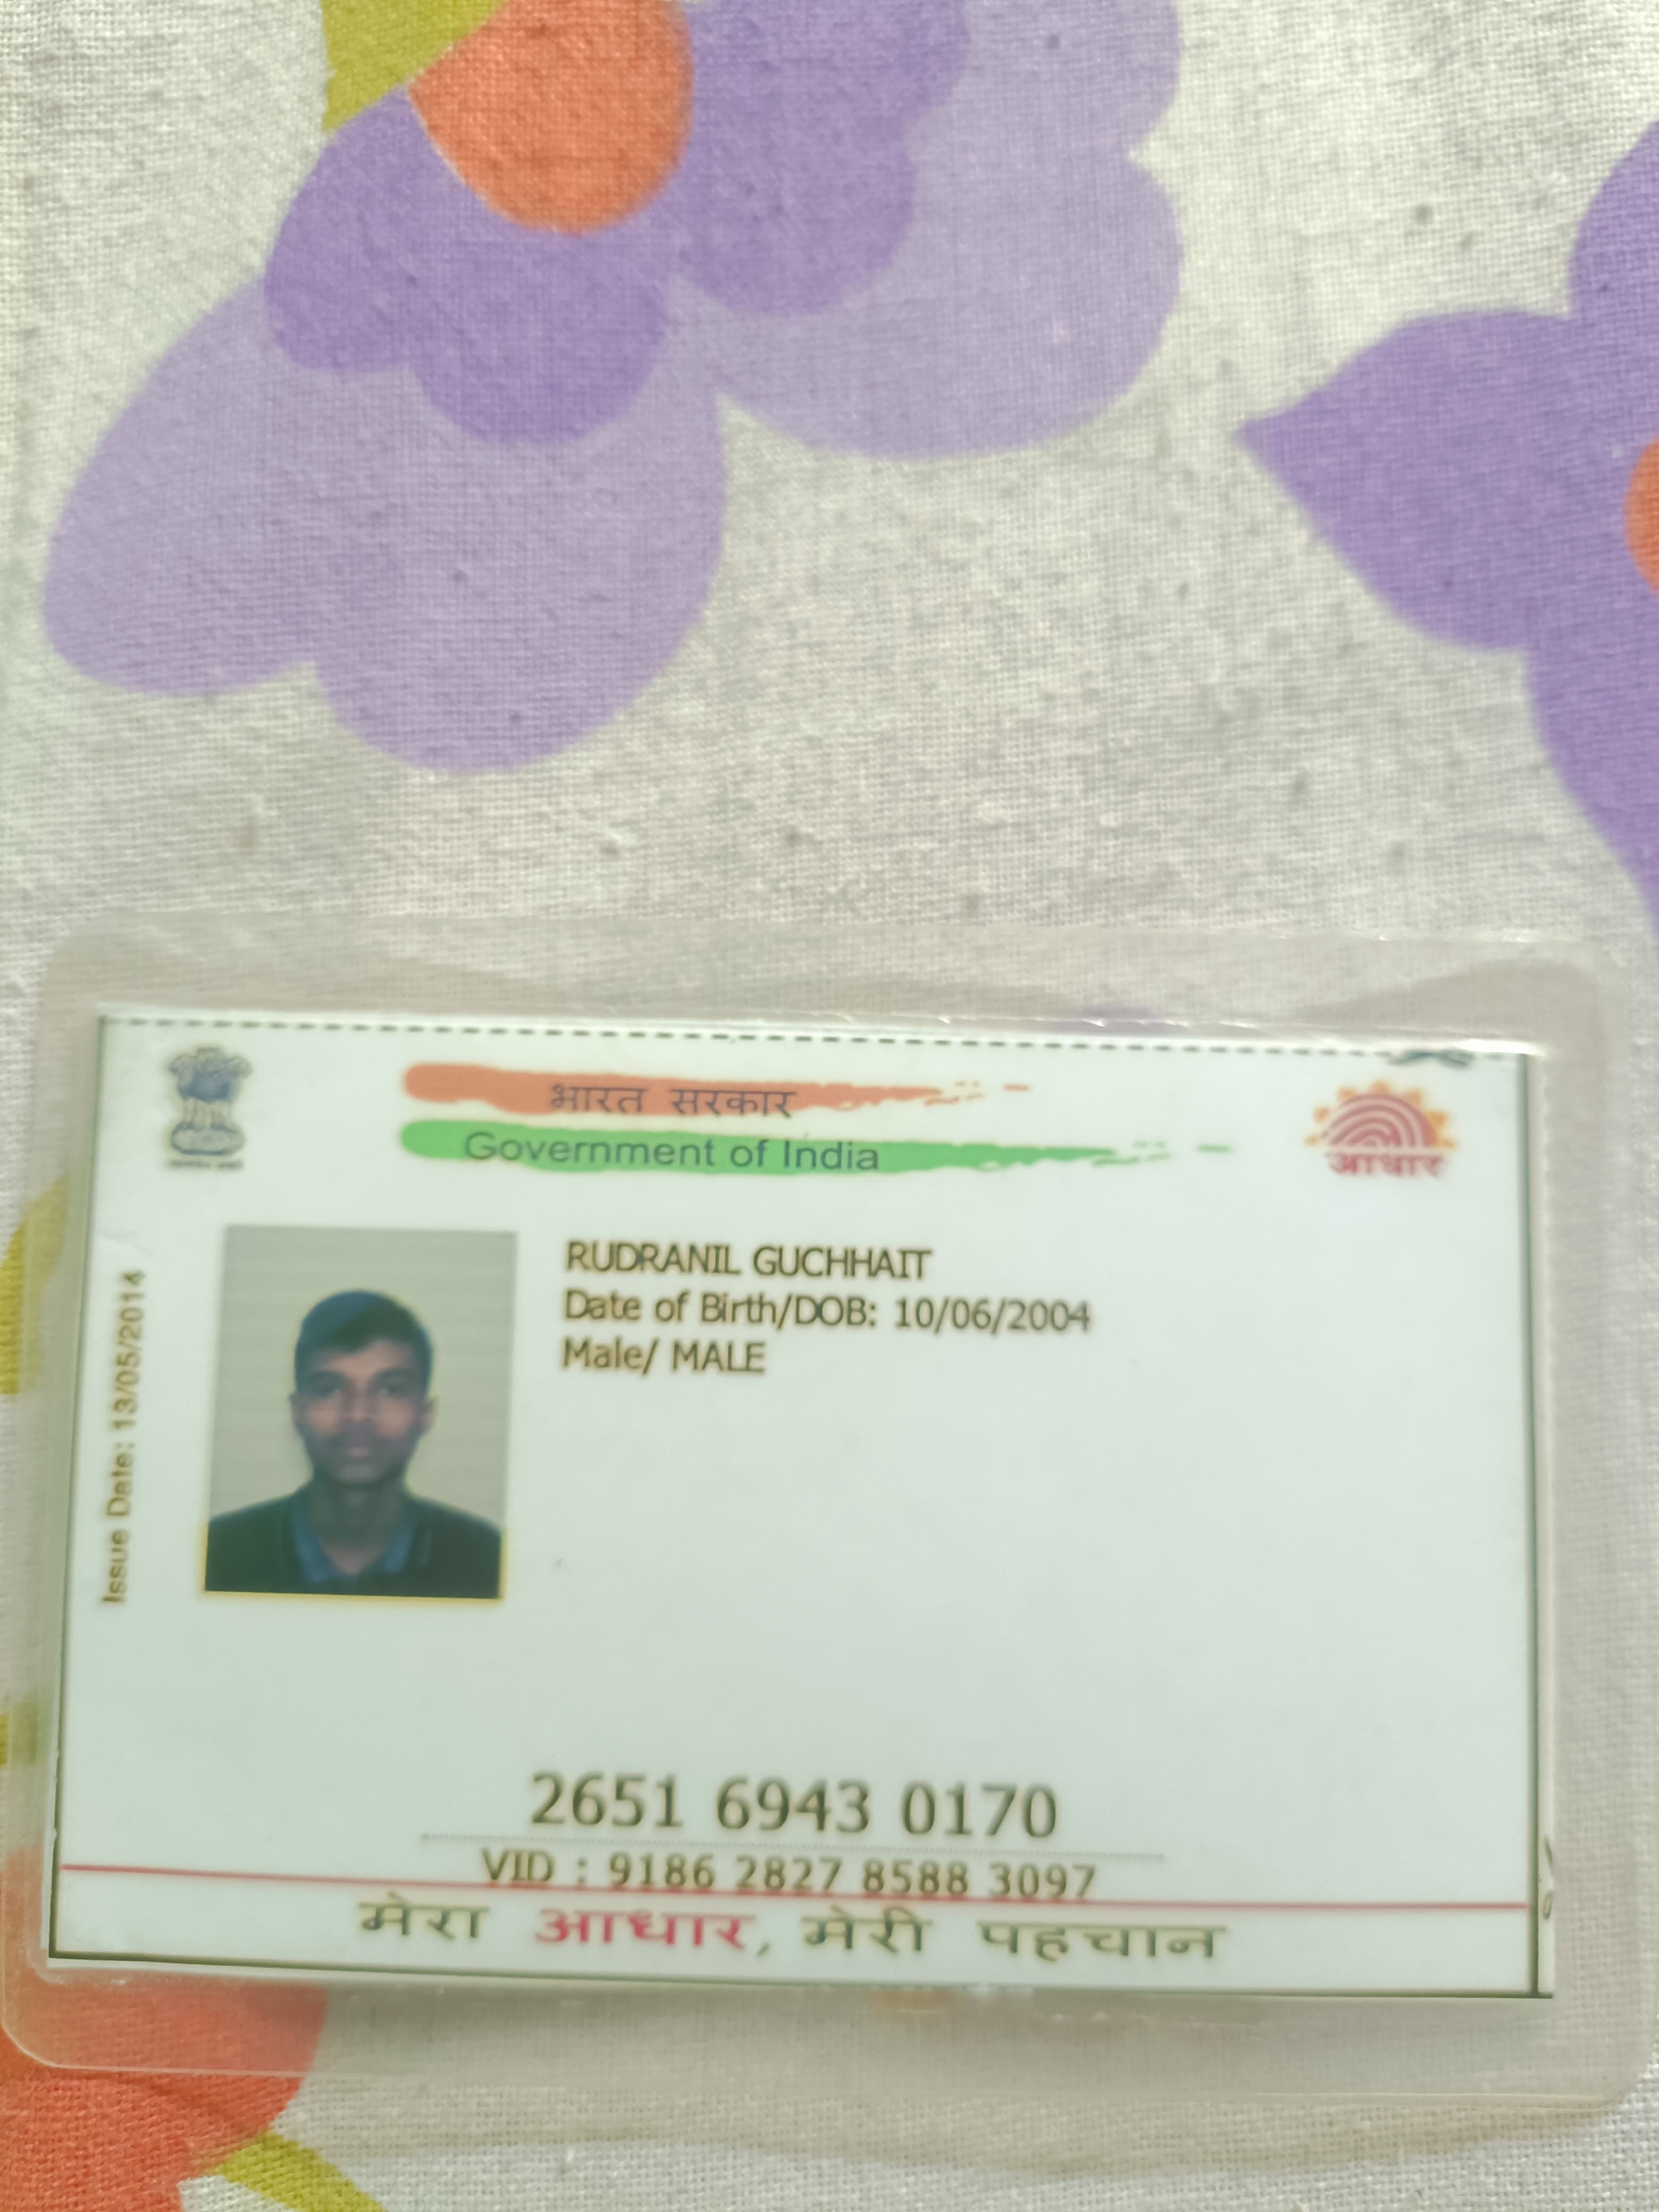 भारत सरकार
Government of India
आधार
Issue Date: 13/05/2014
RUDRANIL GUCHHAIT
Date of Birth/DOB: 10/06/2004
Male/ MALE
2651 6943 0170
VID : 9186 2827 8588 3097
मेरा आधार, मेरी पहचान